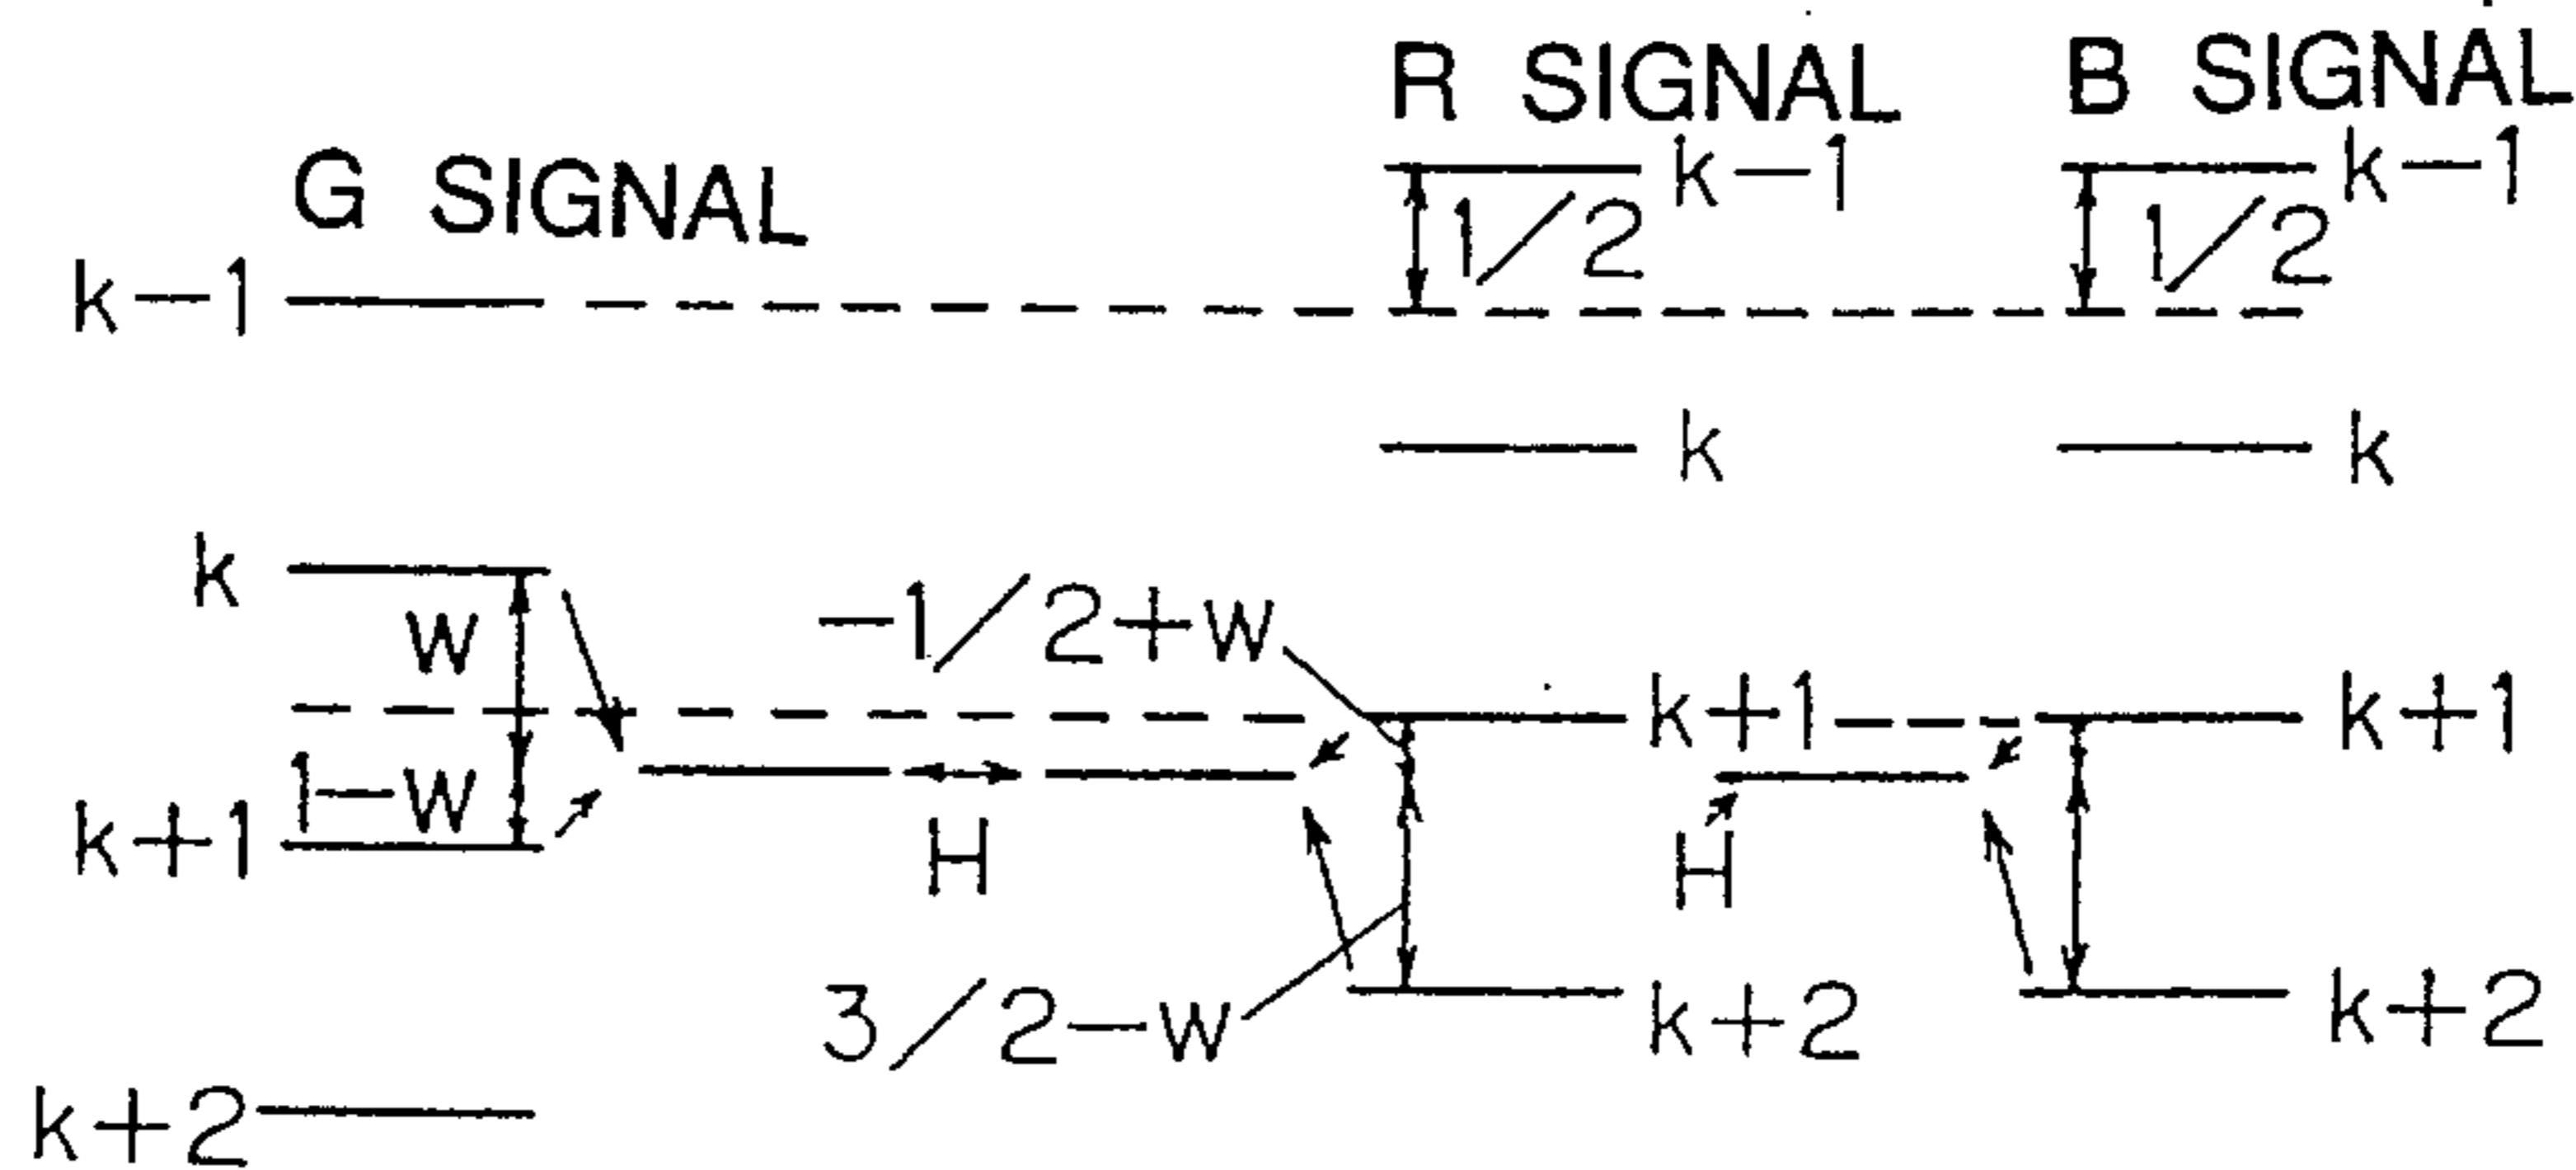 R SIGNAL
B SIGNAL
G SIGNAL
k−1
k−1
1/2
1/2
k−1
k
k
k
W
−1/2+W
k+1
k+1
1−W
k+1
H
H
3/2−W
k+2
k+2
k+2